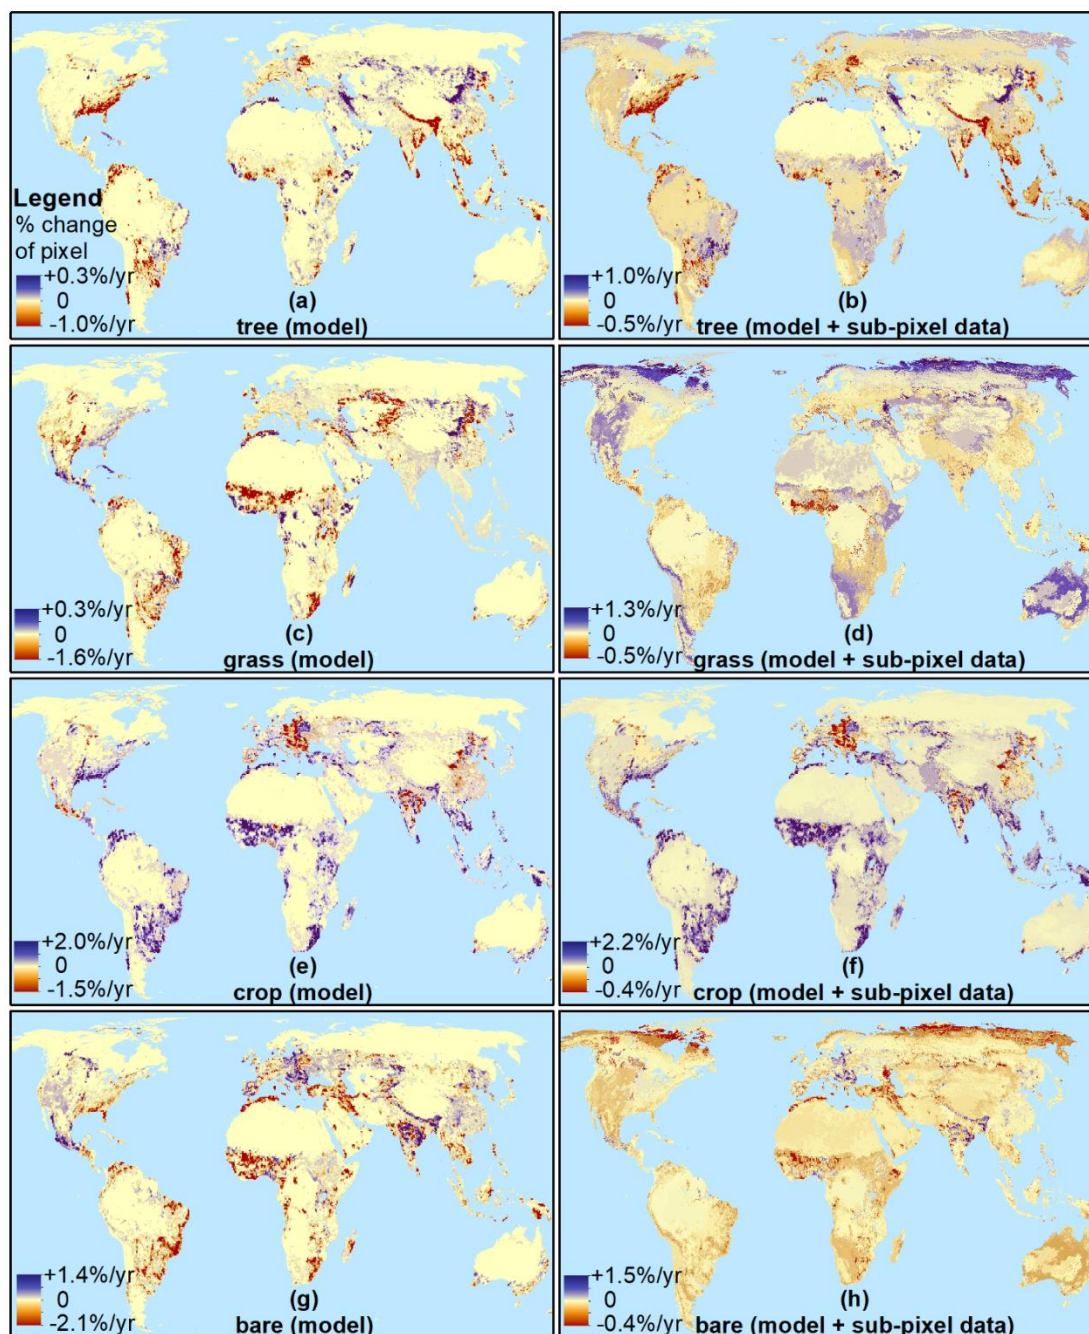 Legend
% change
of pixel
+0.3%/yr
0
-1.0%/yr
(a)
tree (model)
+1.0%/yr
0
-0.5%/yr
(b)
tree (model + sub-pixel data)
+0.3%/yr
0
-1.6%/yr
(c)
grass (model)
+1.3%/yr
0
-0.5%/yr
(d)
grass (model + sub-pixel data)
+2.0%/yr
0
-1.5%/yr
(e)
crop (model)
+2.2%/yr
0
-0.4%/yr
(f)
crop (model + sub-pixel data)
+1.4%/yr
0
-2.1%/yr
(g)
bare (model)
+1.5%/yr
0
-0.4%/yr
(h)
bare (model + sub-pixel data)